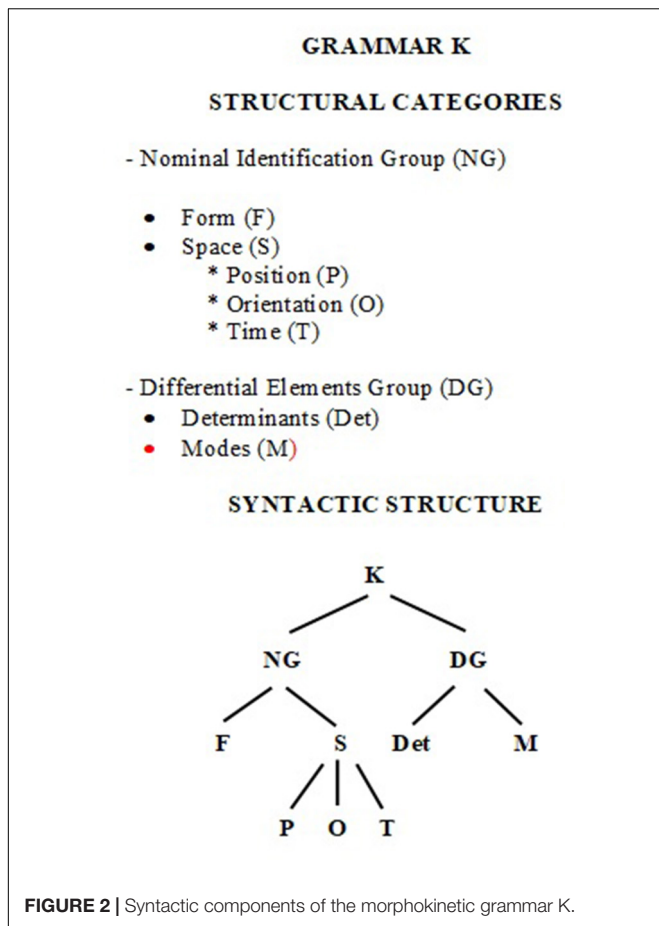 GRAMMAR K
STRUCTURAL CATEGORIES
- Nominal Identification Group (NG)
• Form (F)
• Space (S)
* Position (P)
* Orientation (O)
* Time (T)
- Differential Elements Group (DG)
• Determinants (Det)
• Modes (M)
SYNTACTIC STRUCTURE
K
NG DG
F S Det M
P O T
FIGURE 2 | Syntactic components of the morphokinetic grammar K.